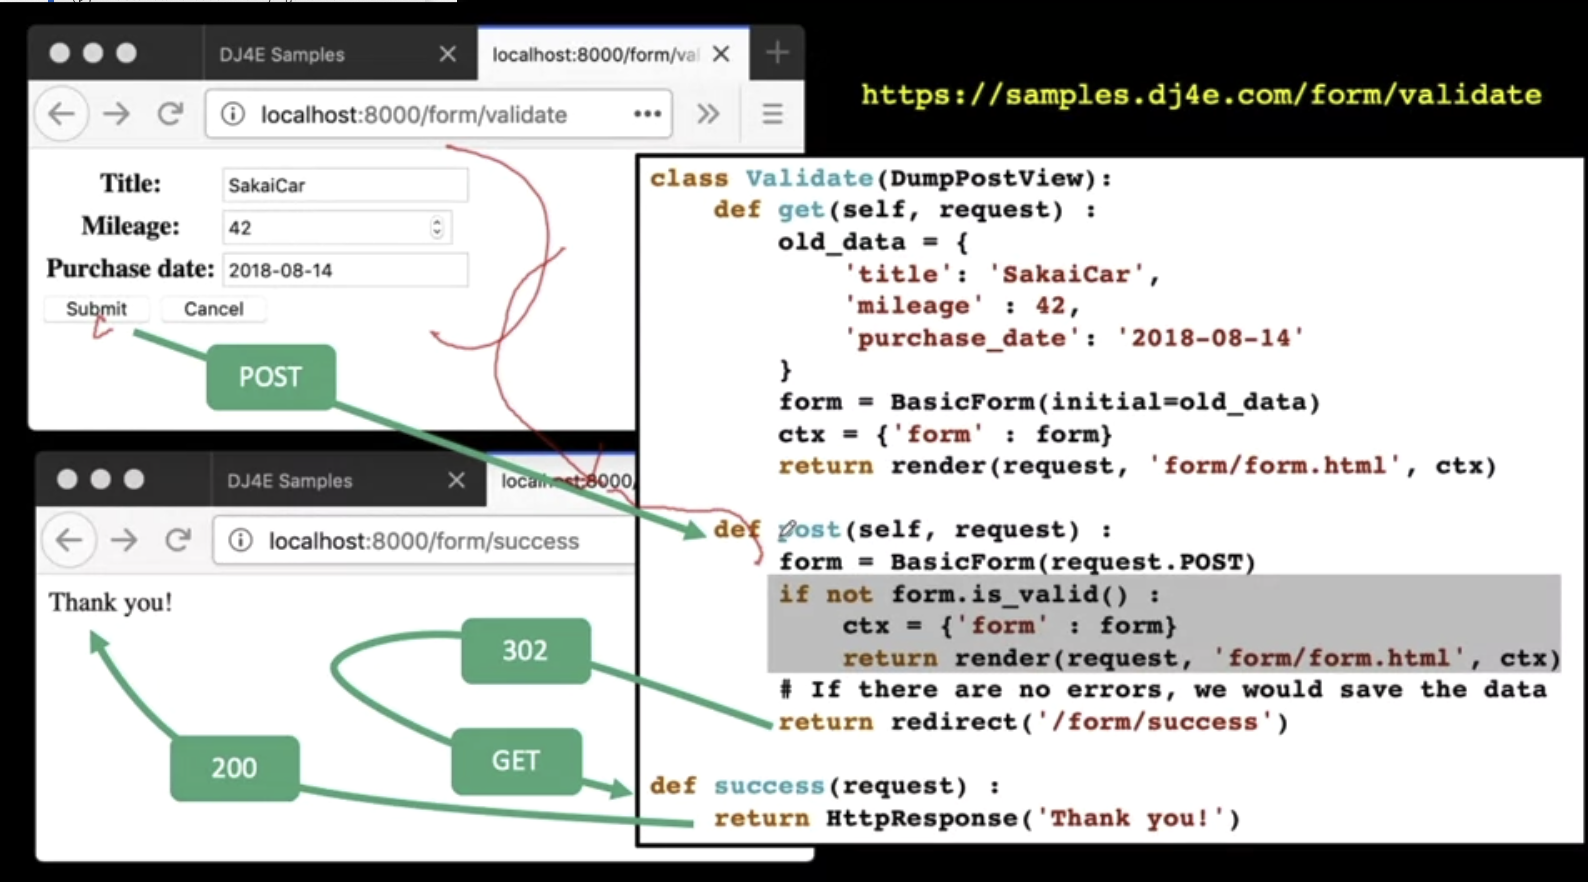 DJ4E Samples
localhost:8000/form/val
https://samples.dj4e.com/form/validate
localhost:8000/form/validate
Title:
SakaiCar
Mileage:
42
Purchase date:
2018-08-14
Submit
Cancel
POST
DJ4E Samples
localhost:8000/
localhost:8000/form/success
Thank you!
302
GET
200
class Validate(DumpPostView):
    def get(self, request) :
        old_data = {
            'title': 'SakaiCar',
            'mileage' : 42,
            'purchase_date': '2018-08-14'
        }
        form = BasicForm(initial=old_data)
        ctx = {'form' : form}
        return render(request, 'form/form.html', ctx)
    def post(self, request) :
        form = BasicForm(request.POST)
        if not form.is_valid() :
            ctx = {'form' : form}
            return render(request, 'form/form.html', ctx)
        # If there are no errors, we would save the data
        return redirect('/form/success')
def success(request) :
    return HttpResponse('Thank you!')